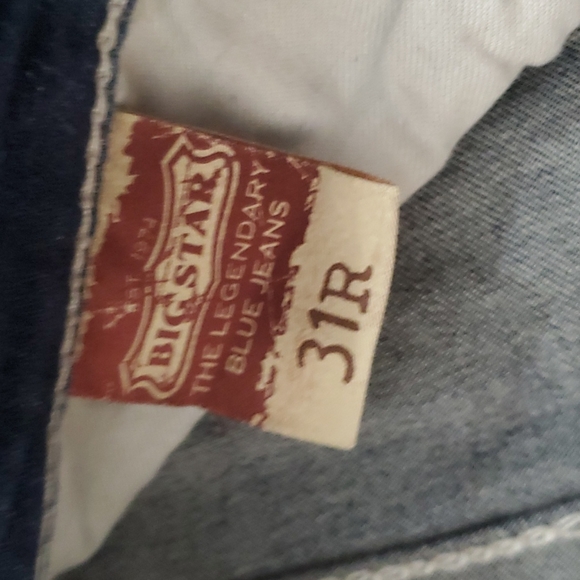 EST. 1974
BIG STAR
THE LEGENDARY
BLUE JEANS
31R